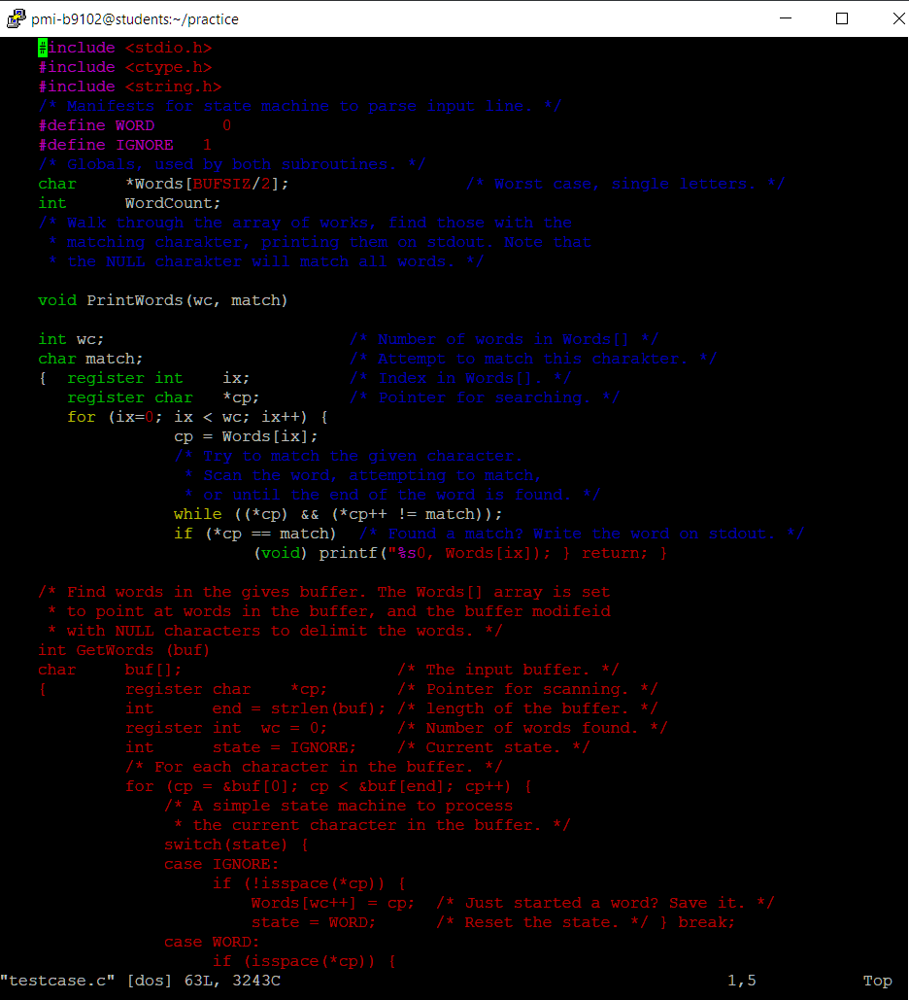 pmi-b9102@students:~/practice
#include <stdio.h>
#include <ctype.h>
#include <string.h>
/* Manifests for state machine to parse input line. */
#define WORD       0
#define IGNORE   1
/* Globals, used by both subroutines. */
char     *Words[BUFSIZ/2];                  /* Worst case, single letters. */
int      WordCount;
/* Walk through the array of works, find those with the
 * matching charakter, printing them on stdout. Note that
 * the NULL charakter will match all words. */
void PrintWords(wc, match)
int wc;                         /* Number of words in Words[] */
char match;                     /* Attempt to match this charakter. */
{  register int    ix;          /* Index in Words[]. */
   register char   *cp;         /* Pointer for searching. */
   for (ix=0; ix < wc; ix++) {
              cp = Words[ix];
              /* Try to match the given character.
               * Scan the word, attempting to match,
               * or until the end of the word is found. */
              while ((*cp) && (*cp++ != match));
              if (*cp == match)  /* Found a match? Write the word on stdout. */
                      (void) printf("%s0, Words[ix]); } return; }
/* Find words in the gives buffer. The Words[] array is set
 * to point at words in the buffer, and the buffer modifeid
 * with NULL characters to delimit the words. */
int GetWords (buf)
char     buf[];                      /* The input buffer. */
{        register char    *cp;       /* Pointer for scanning. */
         int      end = strlen(buf); /* length of the buffer. */
         register int  wc = 0;       /* Number of words found. */
         int      state = IGNORE;    /* Current state. */
         /* For each character in the buffer. */
         for (cp = &buf[0]; cp < &buf[end]; cp++) {
             /* A simple state machine to process
              * the current character in the buffer. */
             switch(state) {
             case IGNORE:
                  if (!isspace(*cp)) {
                      Words[wc++] = cp;  /* Just started a word? Save it. */
                      state = WORD;      /* Reset the state. */ } break;
             case WORD:
                  if (isspace(*cp)) {
"testcase.c" [dos] 63L, 3243C                                              1,5           Top